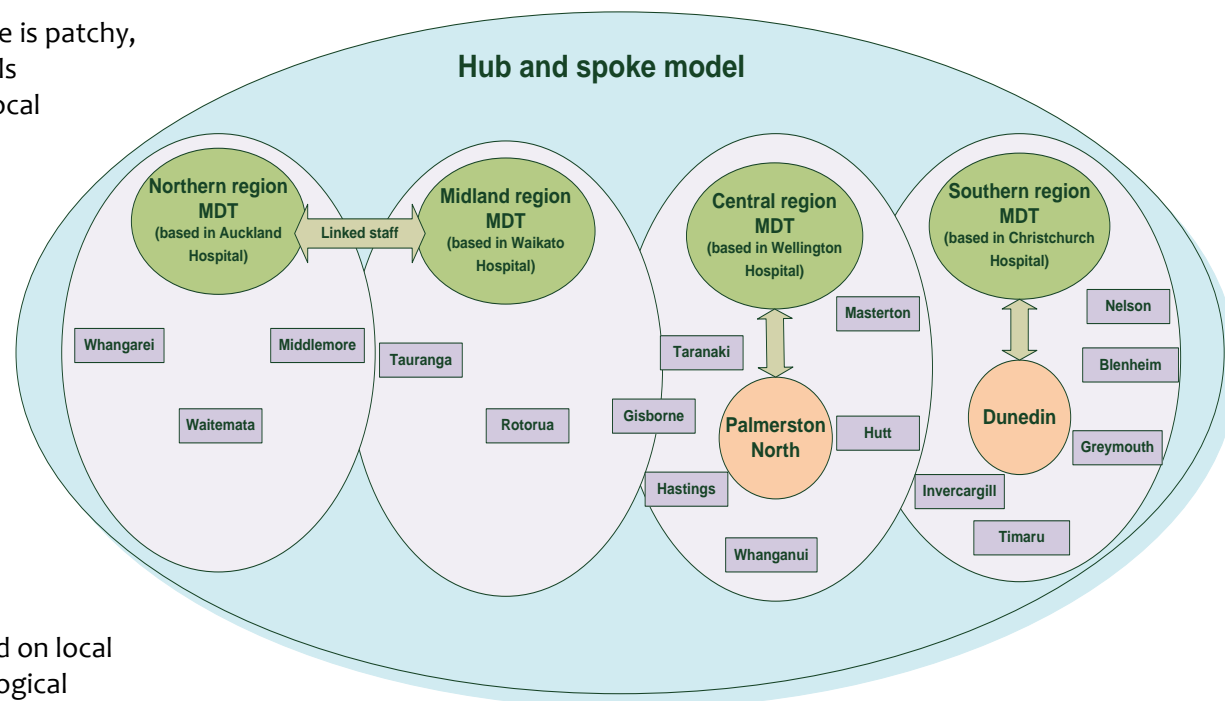 e is patchy,
ls
ocal
Hub and spoke model
Northern region
MDT
(based in Auckland
Hospital)
Linked staff
Midland region
MDT
(based in Waikato
Hospital)
Central region
MDT
(based in Wellington
Hospital)
Southern region
MDT
(based in Christchurch
Hospital)
Whangarei
Middlemore
Waitemata
Tauranga
Rotorua
Gisborne
Taranaki
Masterton
Palmerston
North
Hutt
Hastings
Whanganui
Nelson
Blenheim
Dunedin
Greymouth
Invercargill
Timaru
d on local
ogical